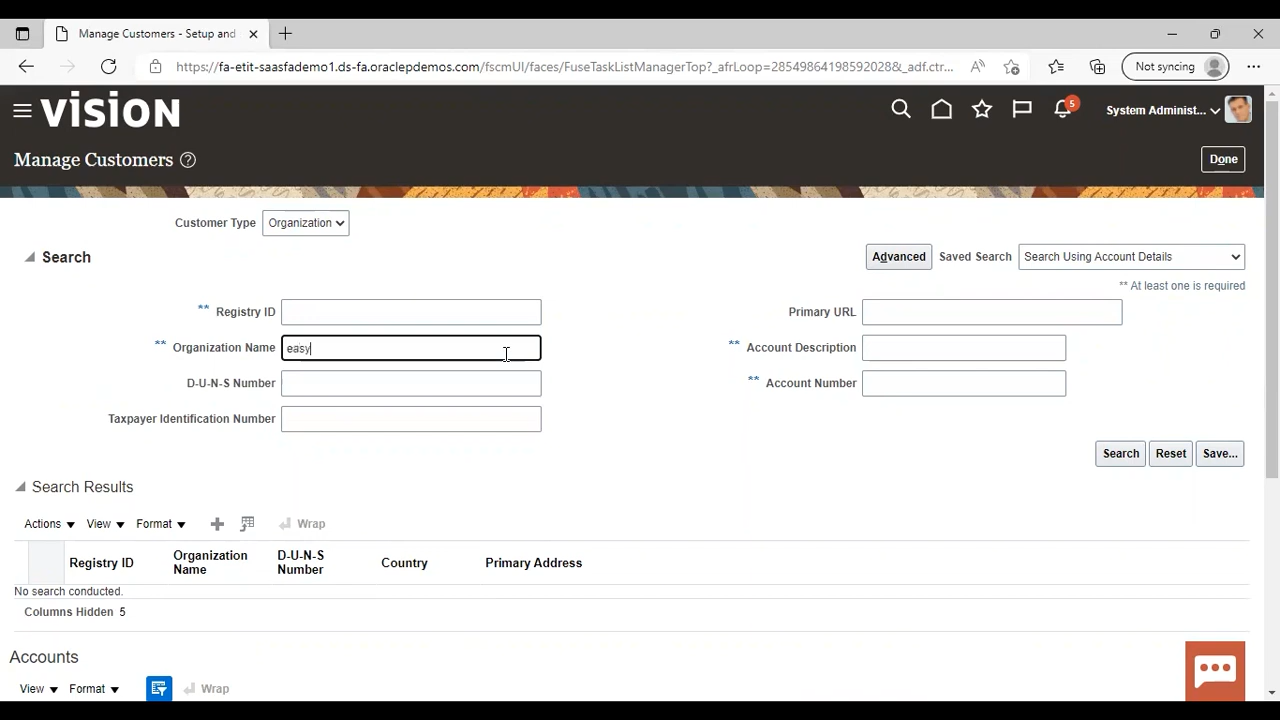 Manage Customers - Setup and
https://fa-etit-saasfademo1.ds-fa.oraclepdemos.com/fscmUI/faces/FuseTaskListManagerTop?_afrLoop=28549864198592028&_adf.ctr...
Not syncing
VISION
5
System Administ...
Manage Customers
Done
Customer Type Organization
Search
Advanced Saved Search Search Using Account Details
** At least one is required
** Registry ID
Primary URL
** Organization Name easy
** Account Description
D-U-N-S Number
** Account Number
Taxpayer Identification Number
Search Reset Save...
Search Results
Actions View Format Wrap
Registry ID Organization Name D-U-N-S Number Country Primary Address
No search conducted.
Columns Hidden 5
Accounts
View Format Wrap